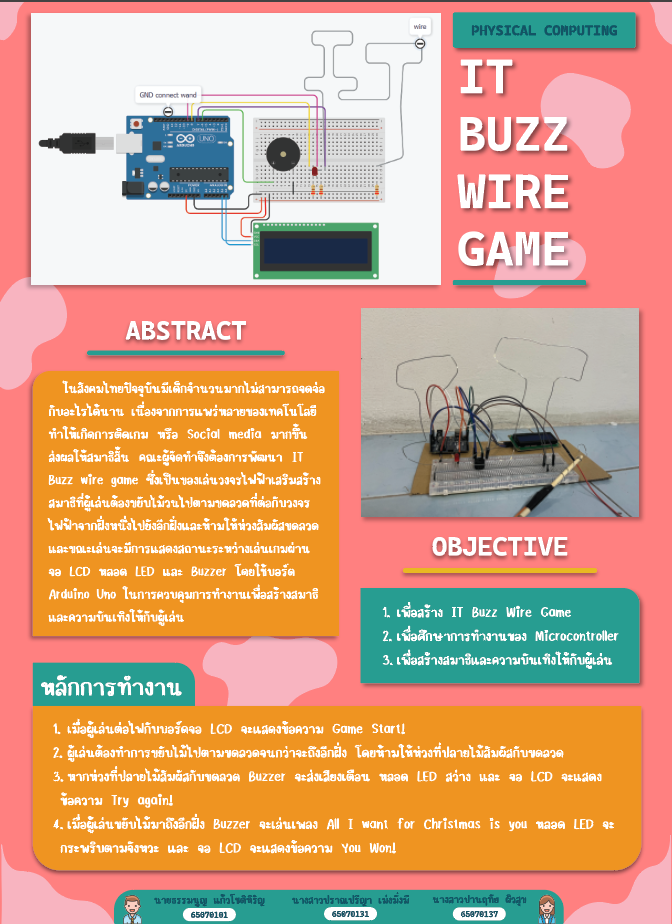 PHYSICAL COMPUTING
IT
BUZZ
WIRE
GAME
wire
GND connect wand
UNO
ABSTRACT
ในสังคมไทยปัจจุบันมีเด็กจำนวนมากไม่สามารถจดจ่อ
กับอะไรได้นาน เนื่องจากการแพร่หลายของเทคโนโลยี
ทำให้เกิดการติดเกม หรือ Social media มากขึ้น
ส่งผลให้สมาธิสั้น คณะผู้จัดทำจึงต้องการพัฒนา IT
Buzz wire game ซึ่งเป็นของเล่นวงจรไฟฟ้าเสริมสร้าง
สมาธิที่ผู้เล่นต้องขยับไม้วนไปตามขดลวดที่ต่อกับวงจร
ไฟฟ้าจากฝั่งหนึ่งไปยังอีกฝั่งและห้ามให้ห่วงสัมผัสขดลวด
และขณะเล่นจะมีการแสดงสถานะระหว่างเล่นเกมผ่าน
จอ LCD หลอด LED และ Buzzer โดยใช้บอร์ด
Arduino Uno ในการควบคุมการทำงานเพื่อสร้างสมาธิ
และความบันเทิงให้กับผู้เล่น
OBJECTIVE
1. เพื่อสร้าง IT Buzz Wire Game
2. เพื่อศึกษาการทำงานของ Microcontroller
3. เพื่อสร้างสมาธิและความบันเทิงให้กับผู้เล่น
หลักการทำงาน
1. เมื่อผู้เล่นต่อไฟกับบอร์ดจอ LCD จะแสดงข้อความ Game Start!
2. ผู้เล่นต้องทำการขยับไม้ไปตามขดลวดจนกว่าจะถึงอีกฝั่ง โดยห้ามให้ห่วงที่ปลายไม้สัมผัสกับขดลวด
3. หากห่วงที่ปลายไม้สัมผัสกับขดลวด Buzzer จะส่งเสียงเตือน หลอด LED สว่าง และ จอ LCD จะแสดง
ข้อความ Try again!
4. เมื่อผู้เล่นขยับไม้มาถึงอีกฝั่ง Buzzer จะเล่นเพลง All I want for Christmas is you หลอด LED จะ
กระพริบตามจังหวะ และ จอ LCD จะแสดงข้อความ You Won!
นายธรรมนูญ แก้วโชติหิรัญ
65070101
นางสาวปราณปรียา
65070131
65070137